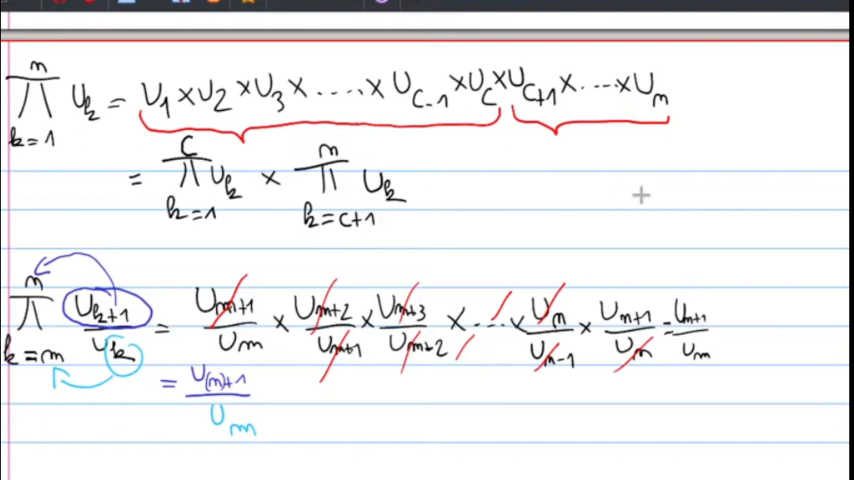 n
∏ U_k = U_1 × U_2 × U_3 × .... × U_{c-1} × U_c × U_{c+1} × .... × U_n
k=1
c n
= ∏ U_k × ∏ U_k
k=1 k=c+1
n
∏ U_{k+1}/U_k = U_{m+1}/U_m × U_{m+2}/U_{m+1} × U_{m+3}/U_{m+2} × .... × U_n/U_{n-1} × U_{n+1}/U_n = U_{n+1}/U_m
k=m
= U_{(n)+1}/U_m